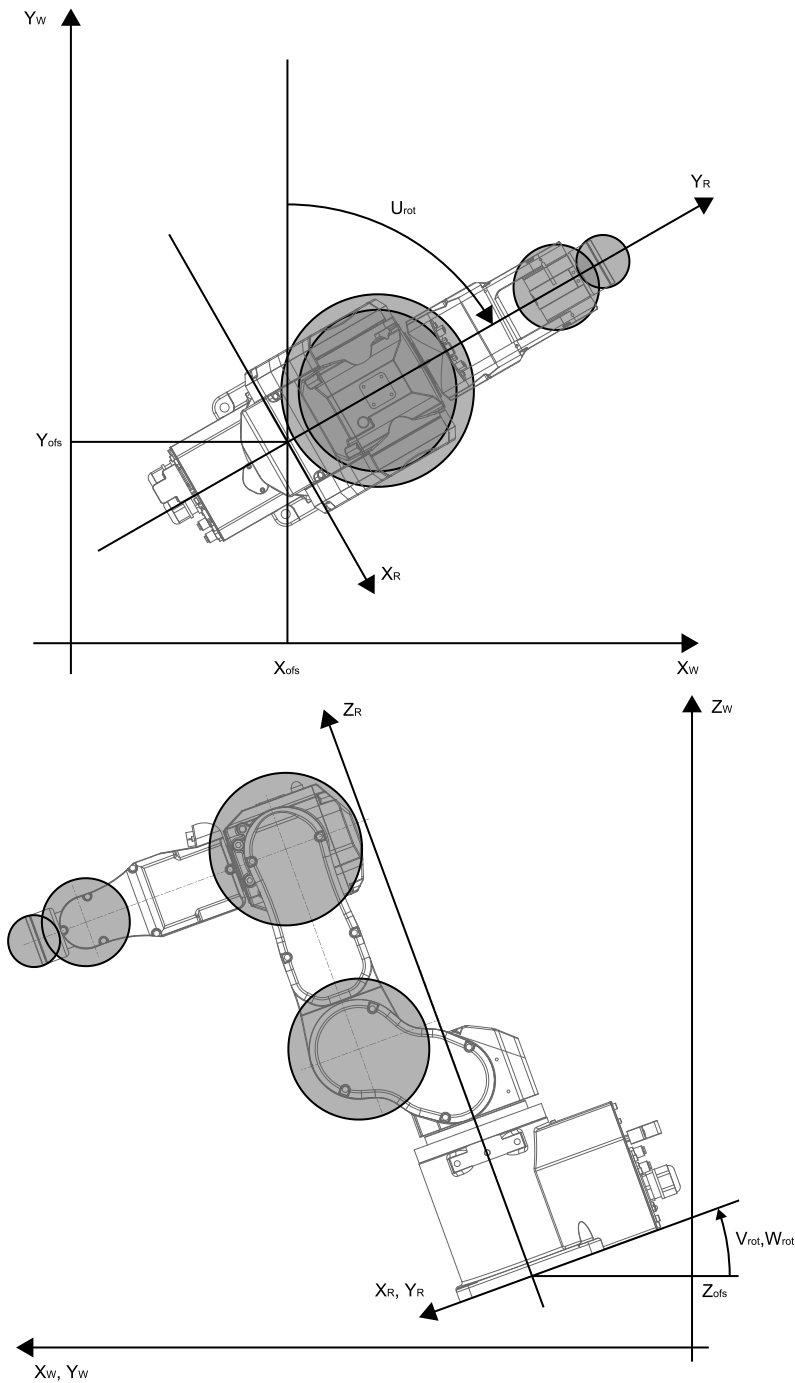 YW
YR
Urot
Yofs
XR
Xofs
XW
ZR
ZW
Vrot,Wrot
XR, YR
Zofs
XW, YW